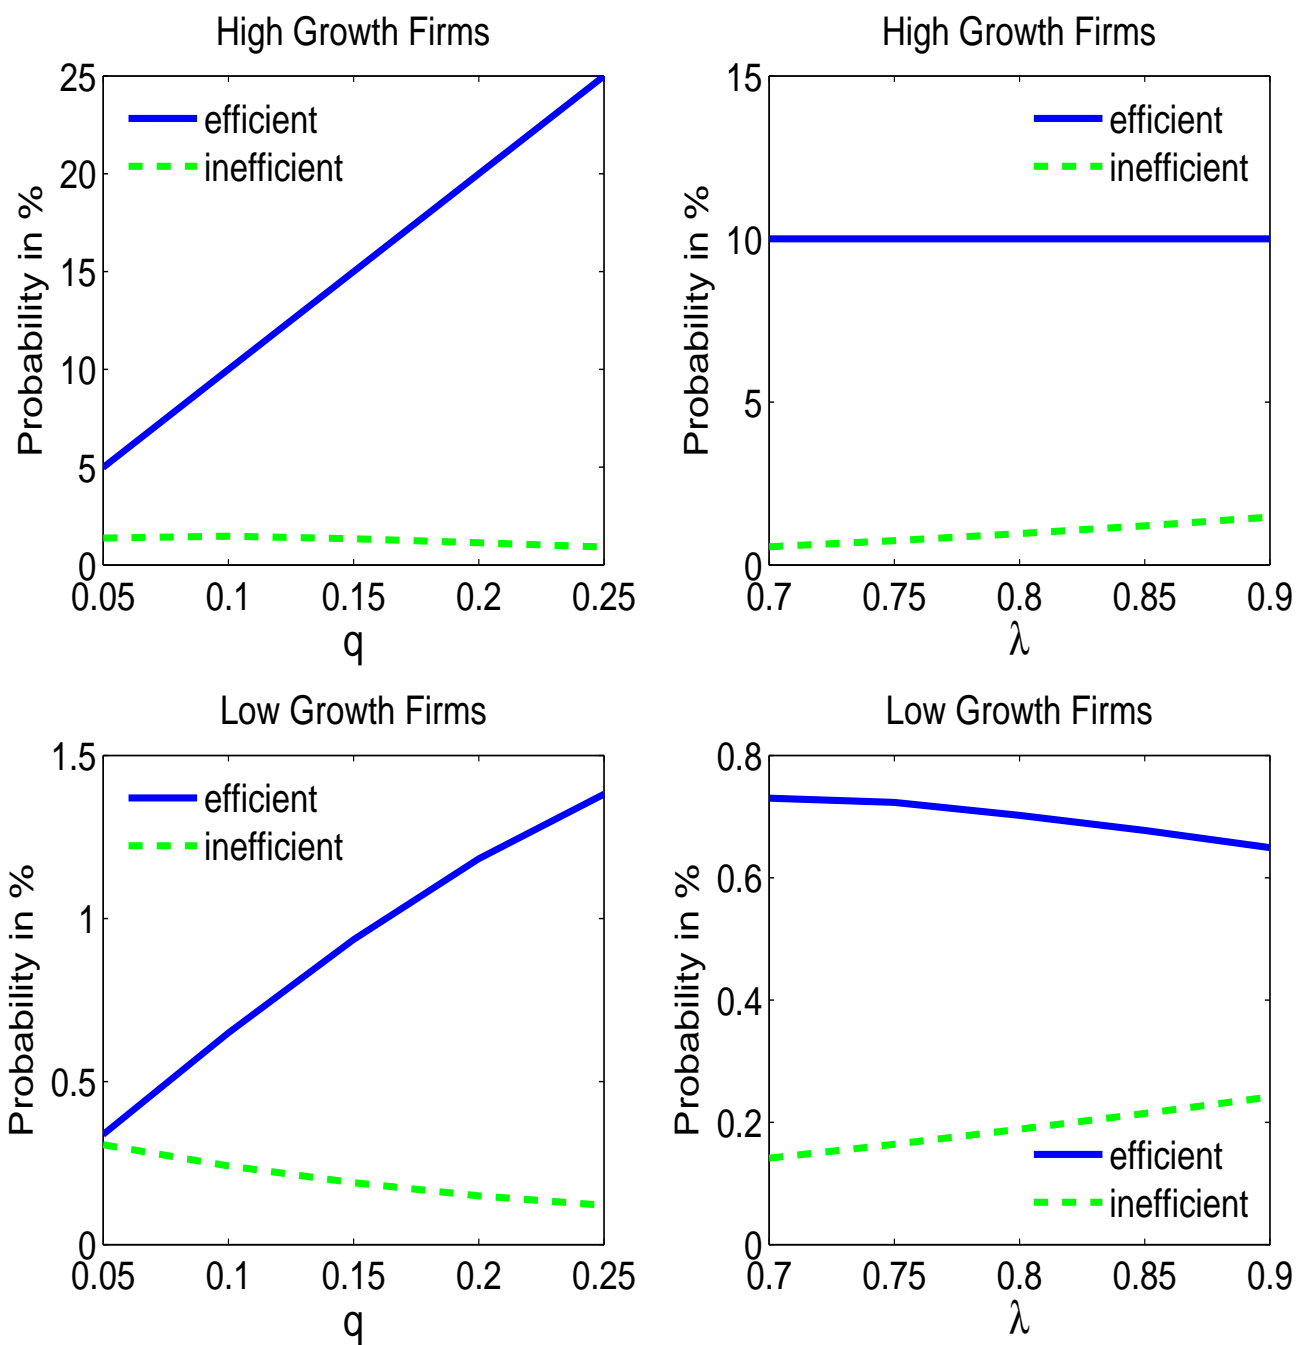 High Growth Firms
25
20
15
10
5
0
Probability in %
efficient
inefficient
0.05 0.1 0.15 0.2 0.25
q
High Growth Firms
15
10
5
0
Probability in %
efficient
inefficient
0.7 0.75 0.8 0.85 0.9
λ
Low Growth Firms
1.5
1
0.5
0
Probability in %
efficient
inefficient
0.05 0.1 0.15 0.2 0.25
q
Low Growth Firms
0.8
0.6
0.4
0.2
0
Probability in %
efficient
inefficient
0.7 0.75 0.8 0.85 0.9
λ